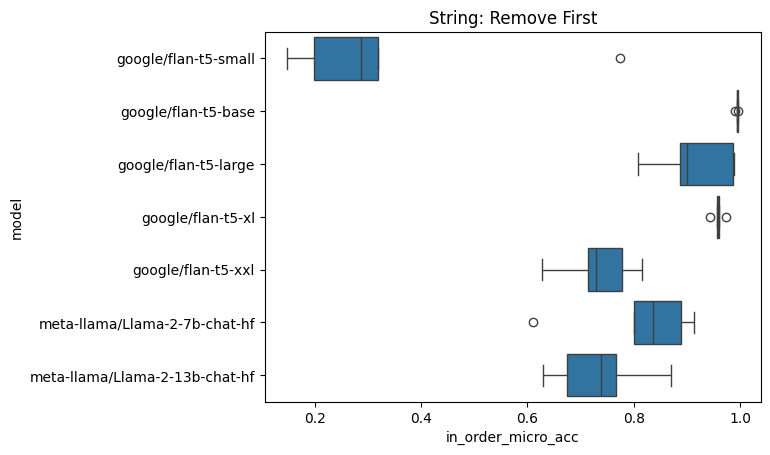 String: Remove First
google/flan-t5-small
google/flan-t5-base
google/flan-t5-large
google/flan-t5-xl
google/flan-t5-xxl
meta-llama/Llama-2-7b-chat-hf
meta-llama/Llama-2-13b-chat-hf
model
0.2 0.4 0.6 0.8 1.0
in_order_micro_acc